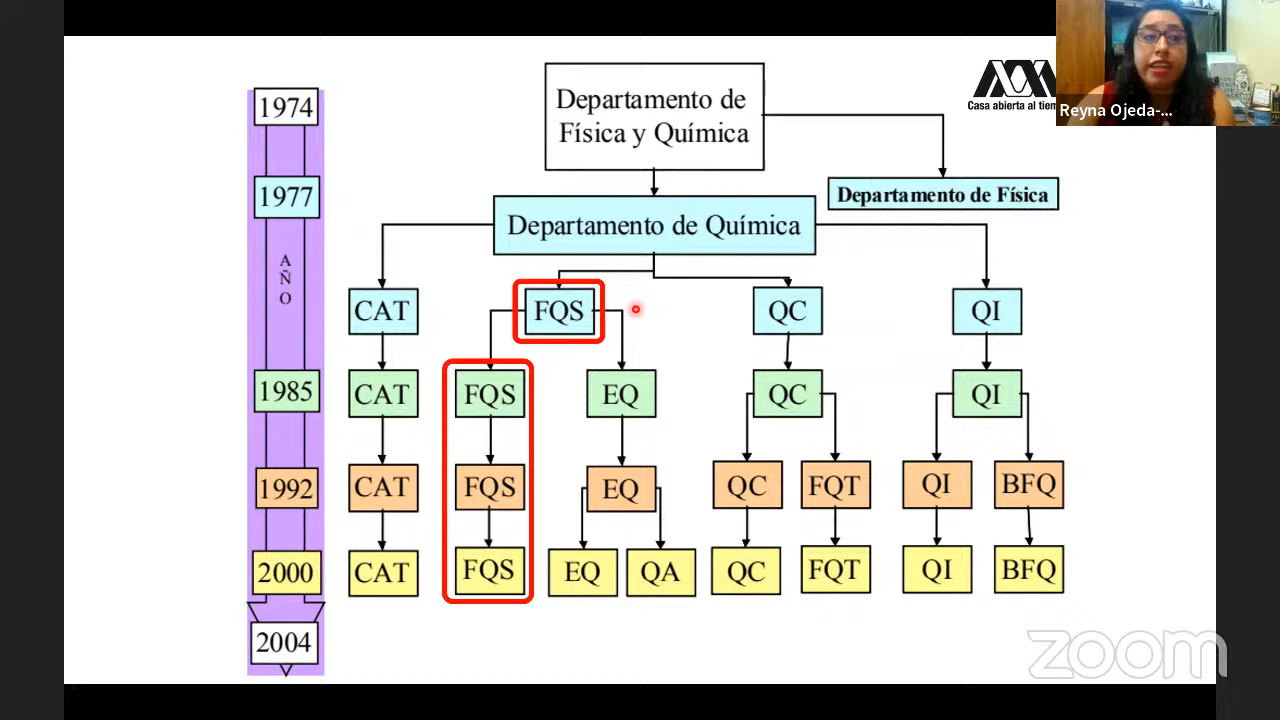 1974
Departamento de
Física y Química
Casa abierta al tiem
Reyna Ojeda-...
1977
Departamento de Física
Departamento de Química
AÑO
CAT
FQS
QC
QI
1985
CAT
FQS
EQ
QC
QI
1992
CAT
FQS
EQ
QC
FQT
QI
BFQ
2000
CAT
FQS
EQ
QA
QC
FQT
QI
BFQ
2004
zoom